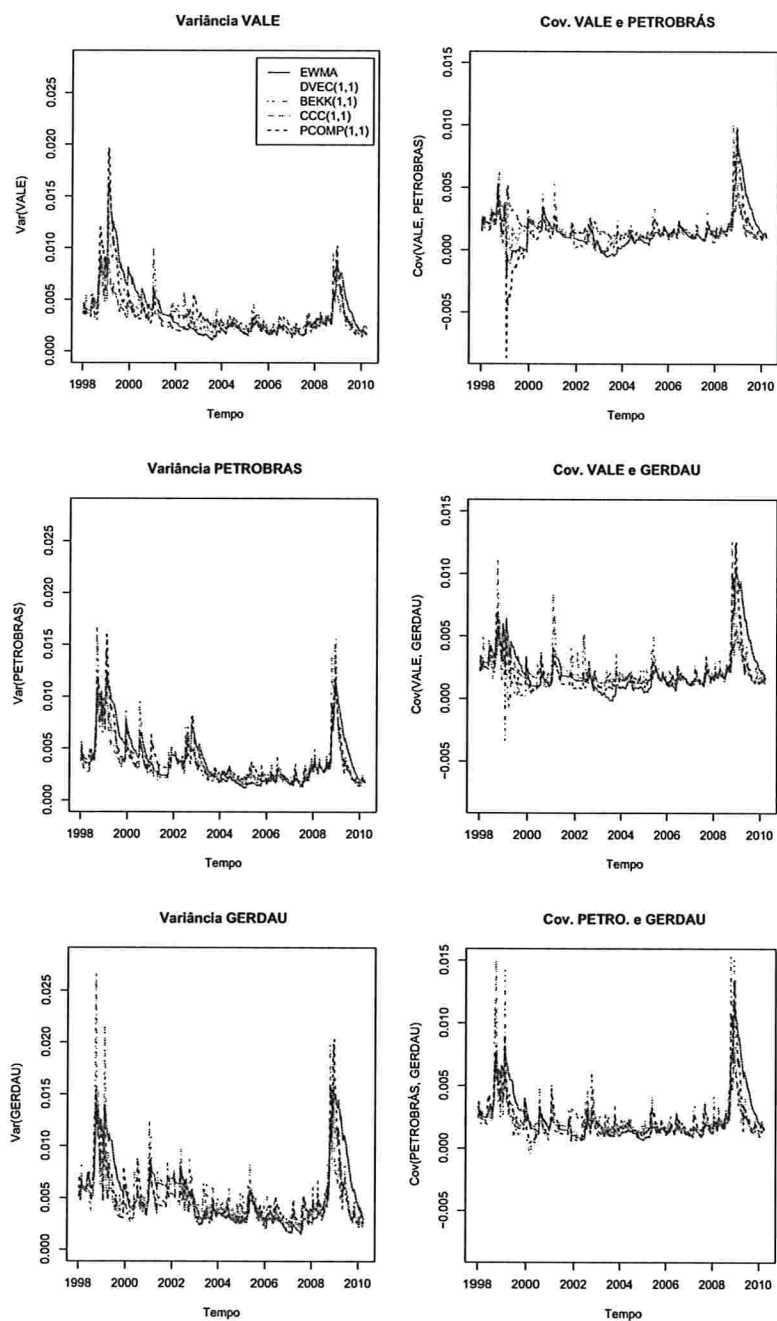 Variância VALE
Var(VALE)
0.000 0.005 0.010 0.015 0.020 0.025
EWMA
DVEC(1,1)
BEKK(1,1)
CCC(1,1)
PCOMP(1,1)
1998 2000 2002 2004 2006 2008 2010
Tempo
Cov. VALE e PETROBRÁS
Cov(VALE, PETROBRAS)
−0.005 0.000 0.005 0.010 0.015
1998 2000 2002 2004 2006 2008 2010
Tempo
Variância PETROBRAS
Var(PETROBRAS)
0.000 0.005 0.010 0.015 0.020 0.025
1998 2000 2002 2004 2006 2008 2010
Tempo
Cov. VALE e GERDAU
Cov(VALE, GERDAU)
−0.005 0.000 0.005 0.010 0.015
1998 2000 2002 2004 2006 2008 2010
Tempo
Variância GERDAU
Var(GERDAU)
0.000 0.005 0.010 0.015 0.020 0.025
1998 2000 2002 2004 2006 2008 2010
Tempo
Cov. PETRO. e GERDAU
Cov(PETROBRÁS, GERDAU)
−0.005 0.000 0.005 0.010 0.015
1998 2000 2002 2004 2006 2008 2010
Tempo